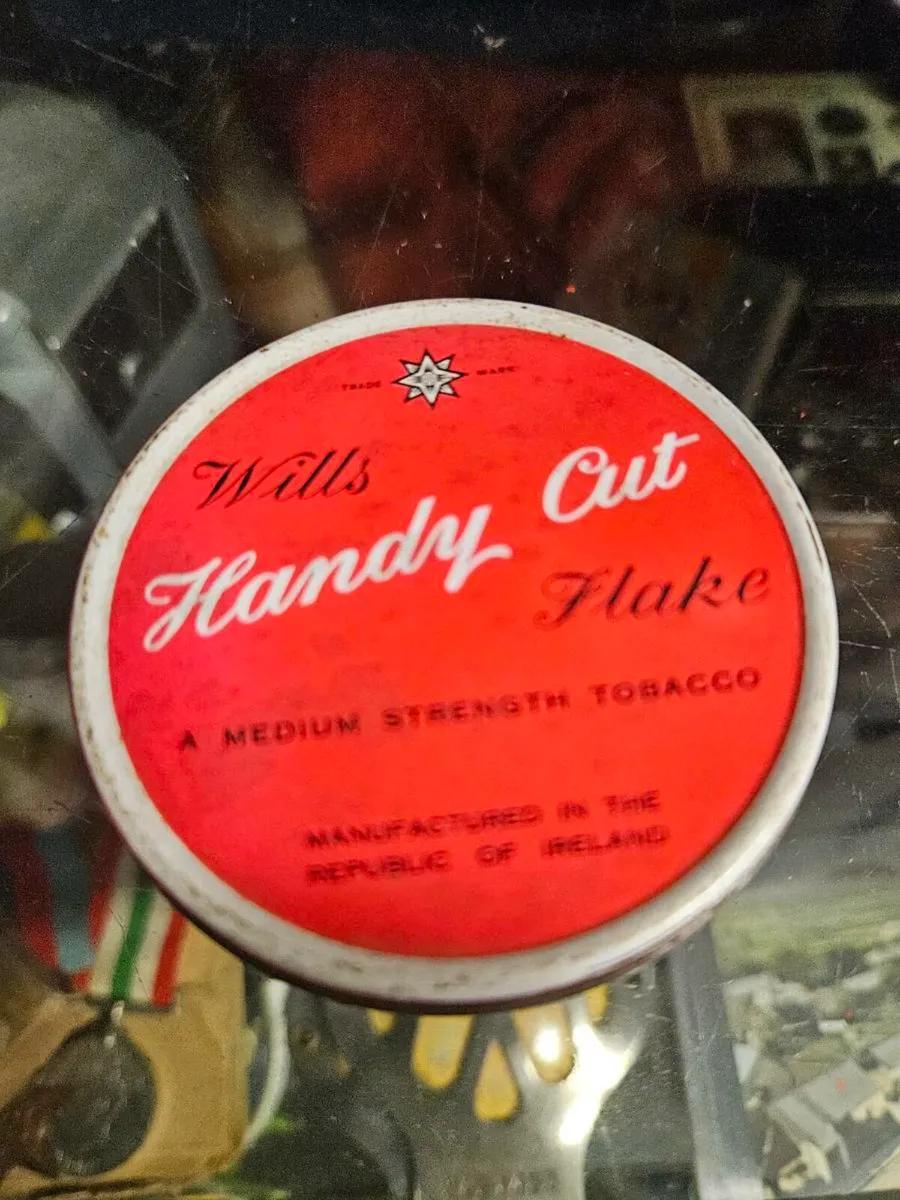 TRADE MARK
Wills
Handy Cut
Flake
A MEDIUM STRENGTH TOBACCO
MANUFACTURED IN THE
REPUBLIC OF IRELAND